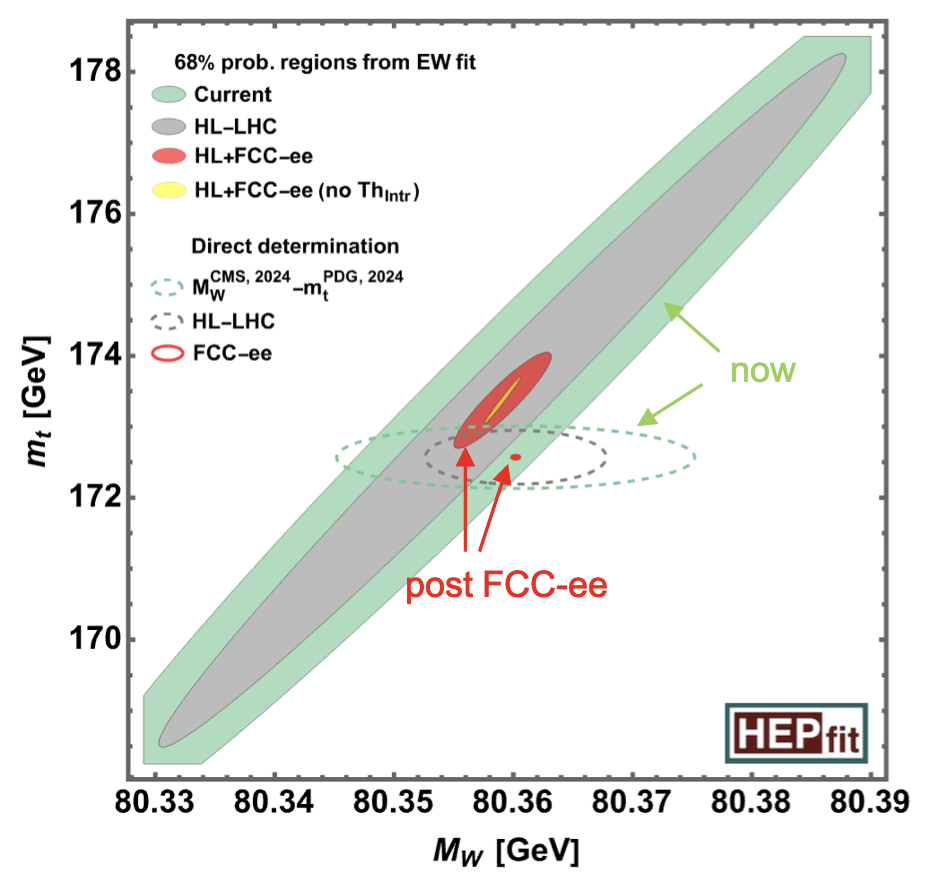 68% prob. regions from EW fit
Current
HL−LHC
HL+FCC−ee
HL+FCC−ee (no Th_Intr)
Direct determination
M_W^CMS, 2024 −m_t^PDG, 2024
HL−LHC
FCC−ee
now
post FCC-ee
HEPfit
178
176
174
172
170
m_t [GeV]
80.33 80.34 80.35 80.36 80.37 80.38 80.39
M_W [GeV]